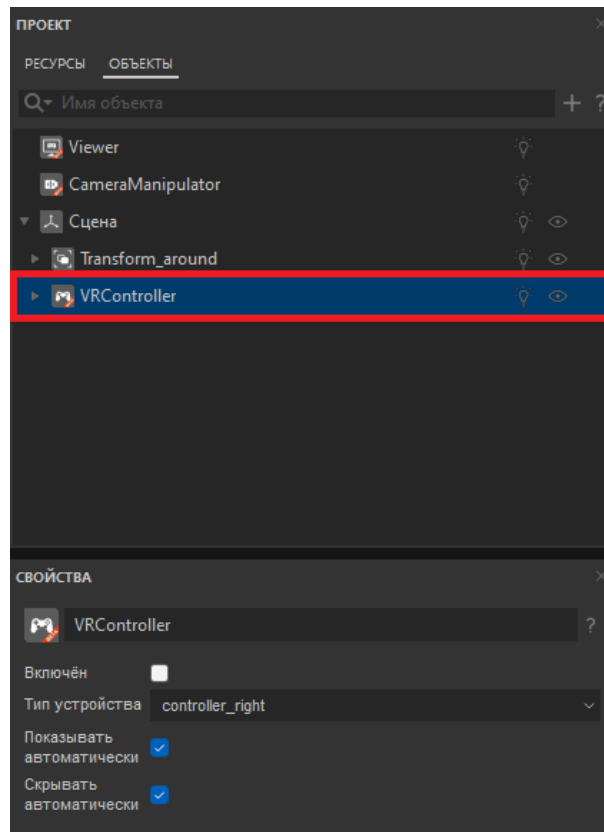 ПРОЕКТ
РЕСУРСЫ ОБЪЕКТЫ
Имя объекта
Viewer
CameraManipulator
Сцена
Transform_around
VRController
СВОЙСТВА
VRController
Включён
Тип устройства controller_right
Показывать
автоматически
Скрывать
автоматически